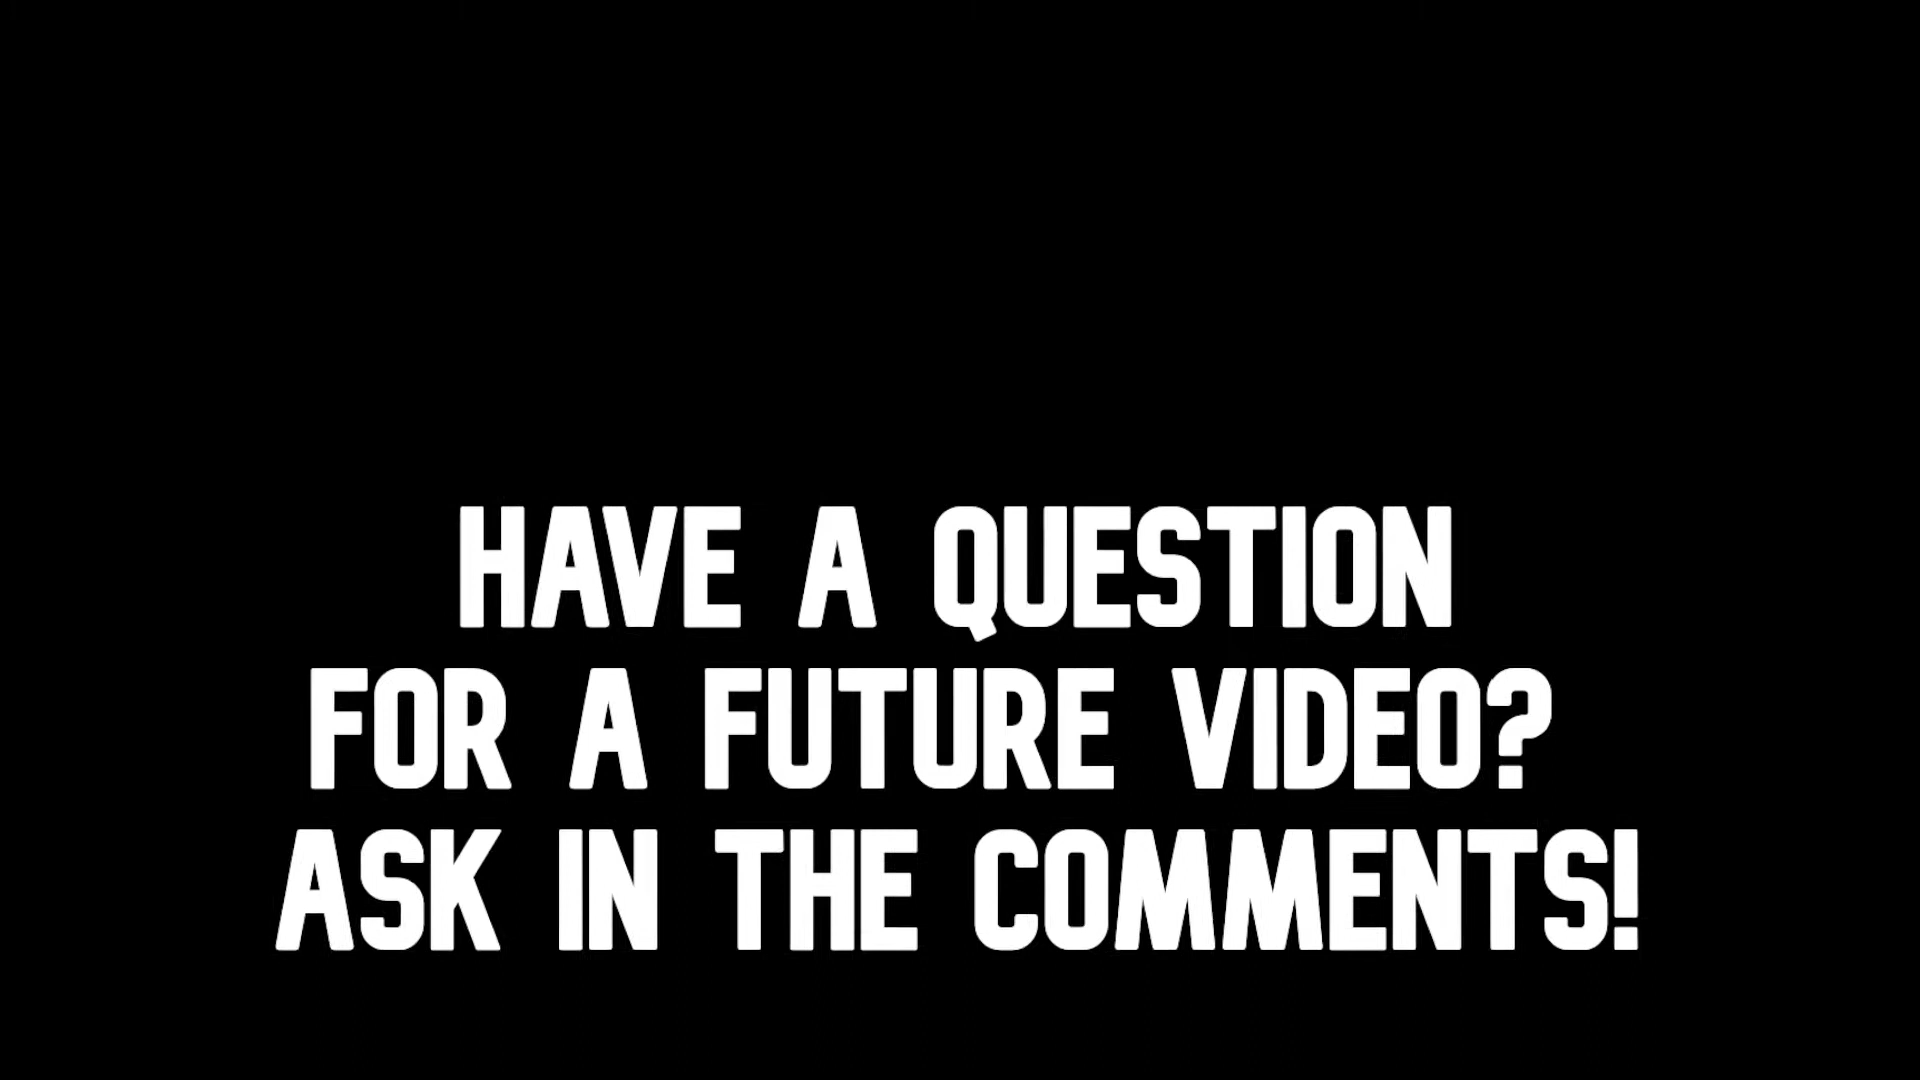 HAVE A QUESTION
FOR A FUTURE VIDEO?
ASK IN THE COMMENTS!